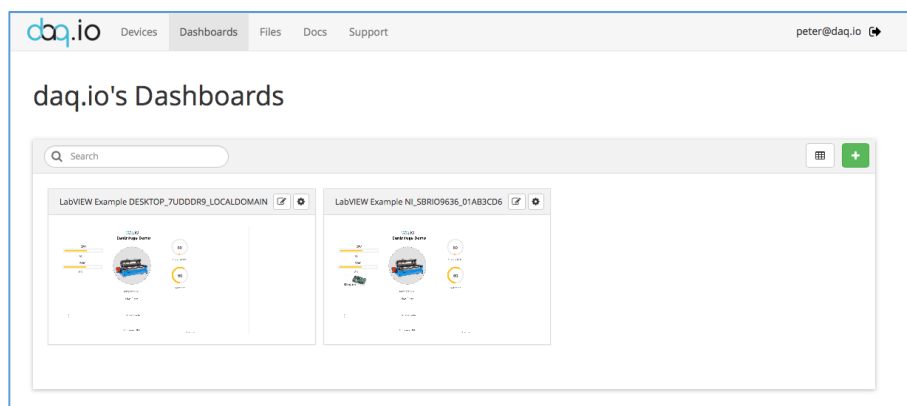 daq.io Devices Dashboards Files Docs Support peter@daq.io
daq.io's Dashboards
Search
LabVIEW Example DESKTOP_7UDDDR9_LOCALDOMAIN
LabVIEW Example NI_SBRIO9636_01AB3CD6